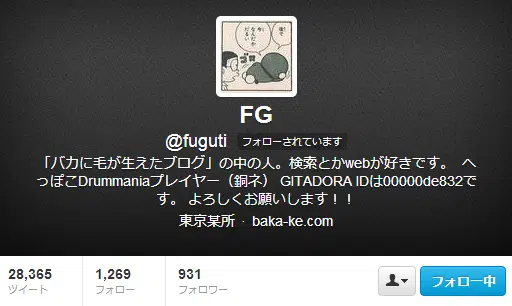 FG
@fuguti フォローされています
「バカに毛が生えたブログ」の中の人。検索とかwebが好きです。 へ
っぽこDrummaniaプレイヤー（銅ネ） GITADORA IDは00000de832で
す。 よろしくお願いします！！
東京某所 · baka-ke.com
28,365 1,269 931
ツイート フォロー フォロワー
フォロー中